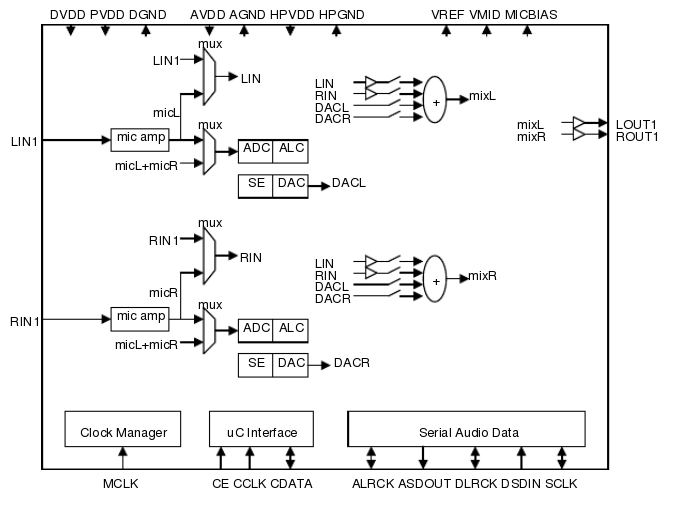 DVDD PVDD DGND AVDD AGND HPVDD HPGND VREF VMID MICBIAS
mux
LIN1
LIN
micL
LIN
RIN
DACL
DACR
+
mixL
mixL
mixR
LOUT1
ROUT1
LIN1
mic amp
mux
micL+micR
ADC ALC
SE DAC
DACL
mux
RIN1
RIN
micR
LIN
RIN
DACL
DACR
+
mixR
RIN1
mic amp
mux
micL+micR
ADC ALC
SE DAC
DACR
Clock Manager
uC Interface
Serial Audio Data
MCLK
CE CCLK CDATA
ALRCK ASDOUT DLRCK DSDIN SCLK